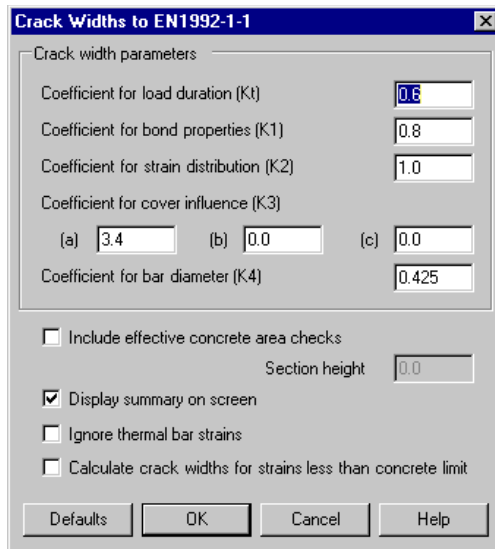 Crack Widths to EN1992-1-1
Crack width parameters
Coefficient for load duration (Kt) 0.6
Coefficient for bond properties (K1) 0.8
Coefficient for strain distribution (K2) 1.0
Coefficient for cover influence (K3)
(a) 3.4 (b) 0.0 (c) 0.0
Coefficient for bar diameter (K4) 0.425
Include effective concrete area checks
Section height 0.0
Display summary on screen
Ignore thermal bar strains
Calculate crack widths for strains less than concrete limit
Defaults OK Cancel Help